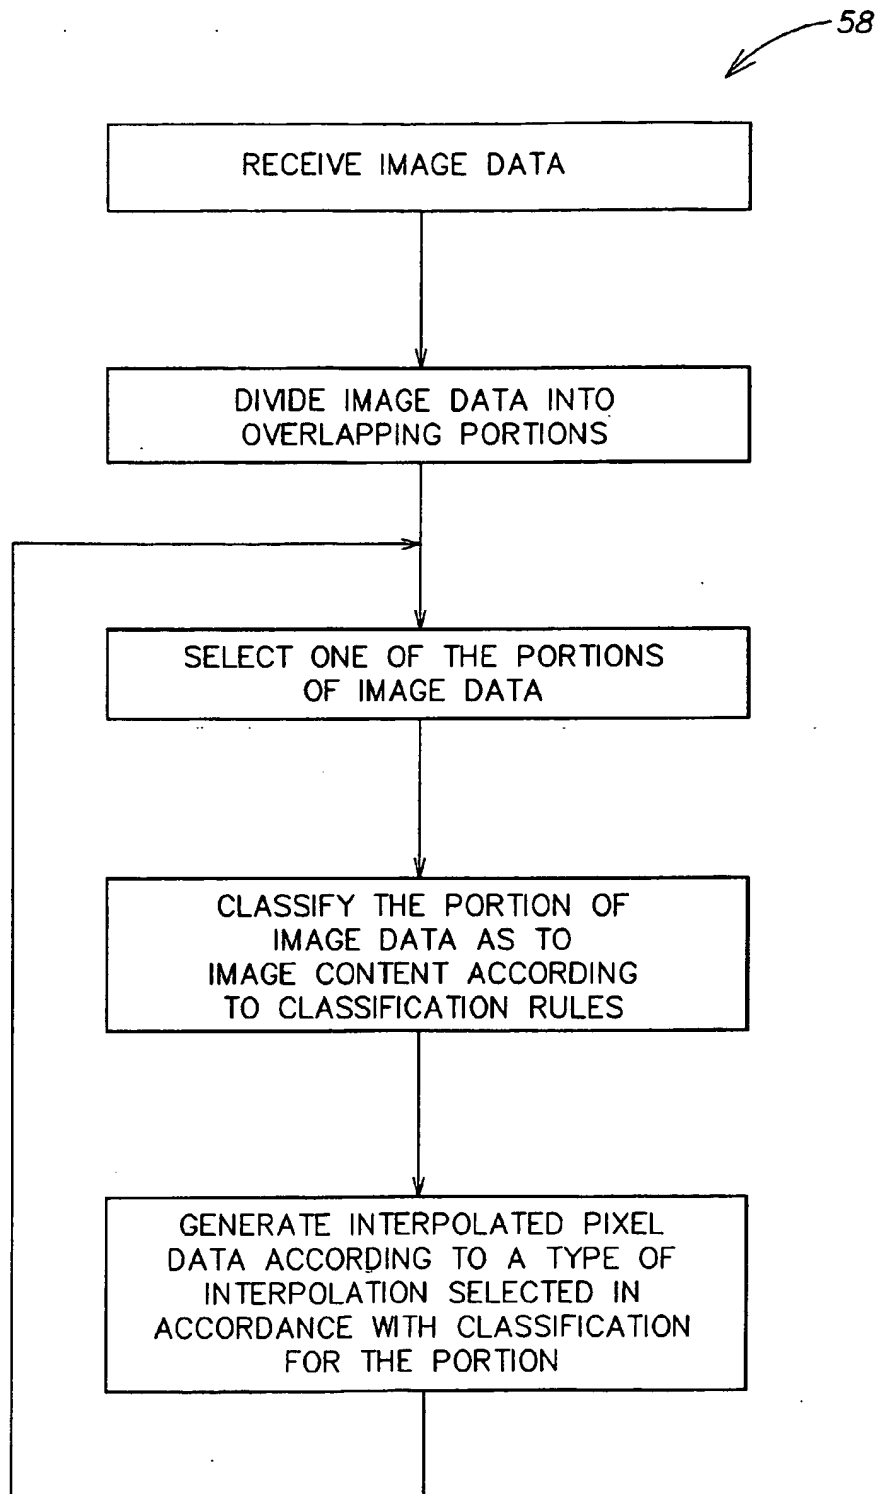 58
RECEIVE IMAGE DATA
DIVIDE IMAGE DATA INTO
OVERLAPPING PORTIONS
SELECT ONE OF THE PORTIONS
OF IMAGE DATA
CLASSIFY THE PORTION OF
IMAGE DATA AS TO
IMAGE CONTENT ACCORDING
TO CLASSIFICATION RULES
GENERATE INTERPOLATED PIXEL
DATA ACCORDING TO A TYPE OF
INTERPOLATION SELECTED IN
ACCORDANCE WITH CLASSIFICATION
FOR THE PORTION